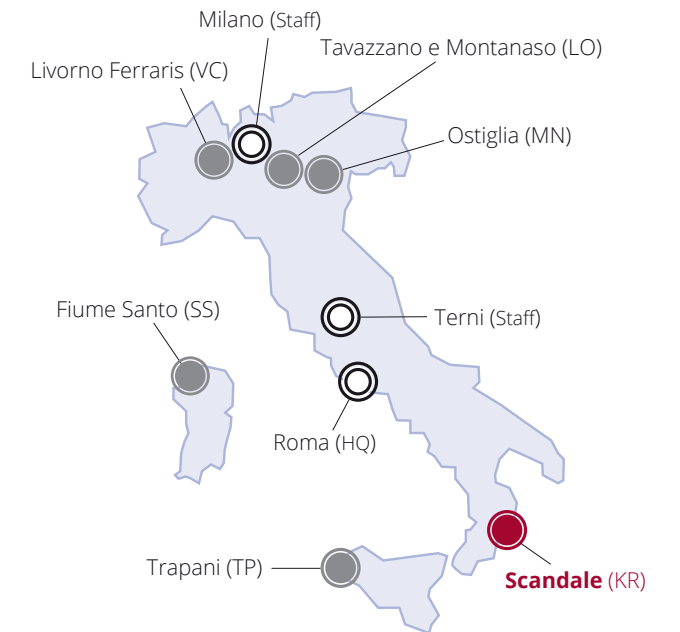 Milano (Staff)
Tavazzano e Montanaso (LO)
Livorno Ferraris (VC)
Ostiglia (MN)
Fiume Santo (SS)
Terni (Staff)
Roma (HQ)
Trapani (TP)
Scandale (KR)